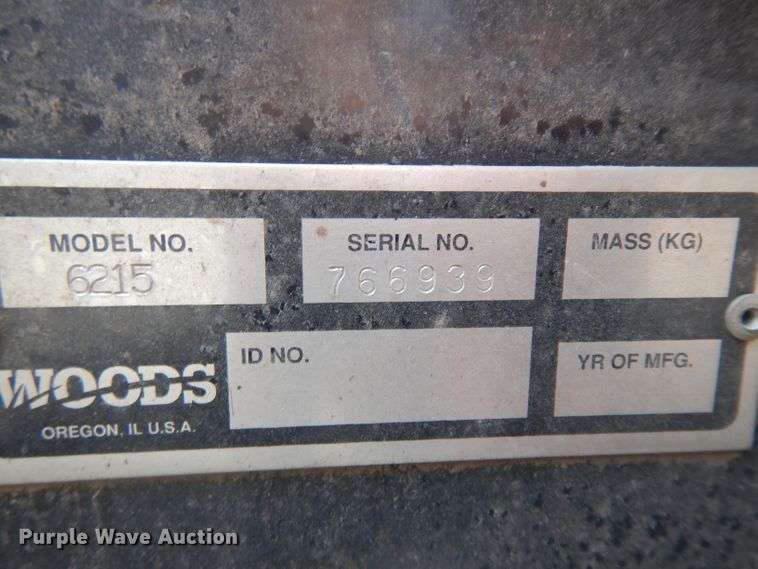 MODEL NO.
6215
SERIAL NO.
766939
MASS (KG)
WOODS
OREGON, IL U.S.A.
ID NO.
YR OF MFG.
Purple Wave Auction